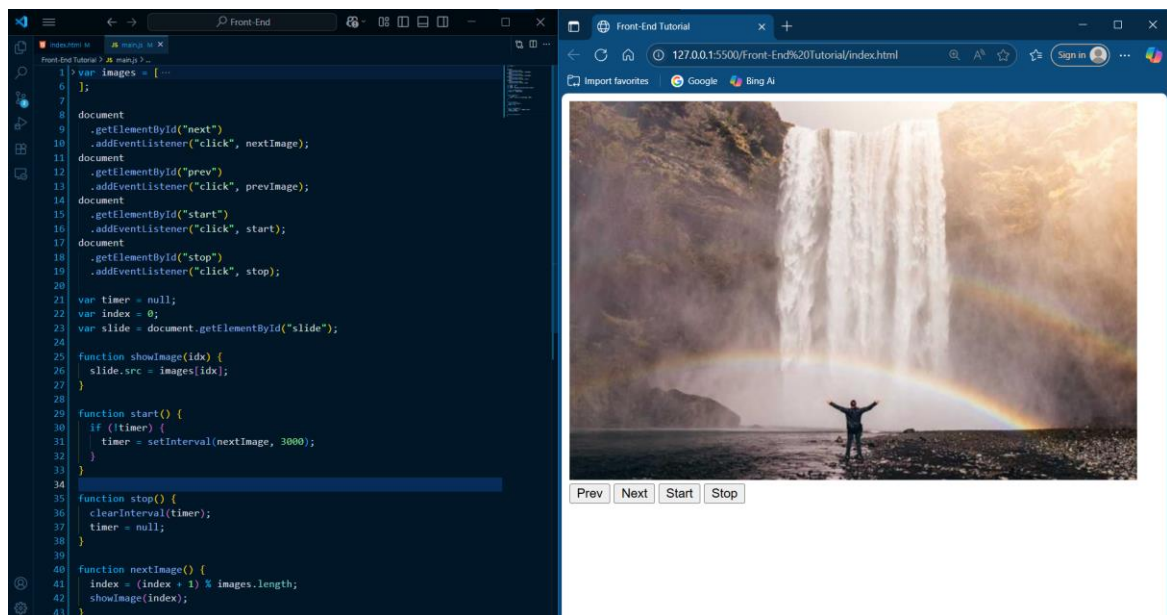 Front-End
index.html M
JS main.js M X
Front-End Tutorial > JS main.js > ...
1 > var images = [ ...
6 ];
7
8 document
9 .getElementById("next")
10 .addEventListener("click", nextImage);
11 document
12 .getElementById("prev")
13 .addEventListener("click", prevImage);
14 document
15 .getElementById("start")
16 .addEventListener("click", start);
17 document
18 .getElementById("stop")
19 .addEventListener("click", stop);
20
21 var timer = null;
22 var index = 0;
23 var slide = document.getElementById("slide");
24
25 function showImage(idx) {
26 slide.src = images[idx];
27 }
28
29 function start() {
30 if (!timer) {
31 timer = setInterval(nextImage, 3000);
32 }
33 }
34
35 function stop() {
36 clearInterval(timer);
37 timer = null;
38 }
39
40 function nextImage() {
41 index = (index + 1) % images.length;
42 showImage(index);
43 }
Front-End Tutorial
127.0.0.1:5500/Front-End%20Tutorial/index.html
Sign in
Import favorites
Google
Bing Ai
Prev Next Start Stop